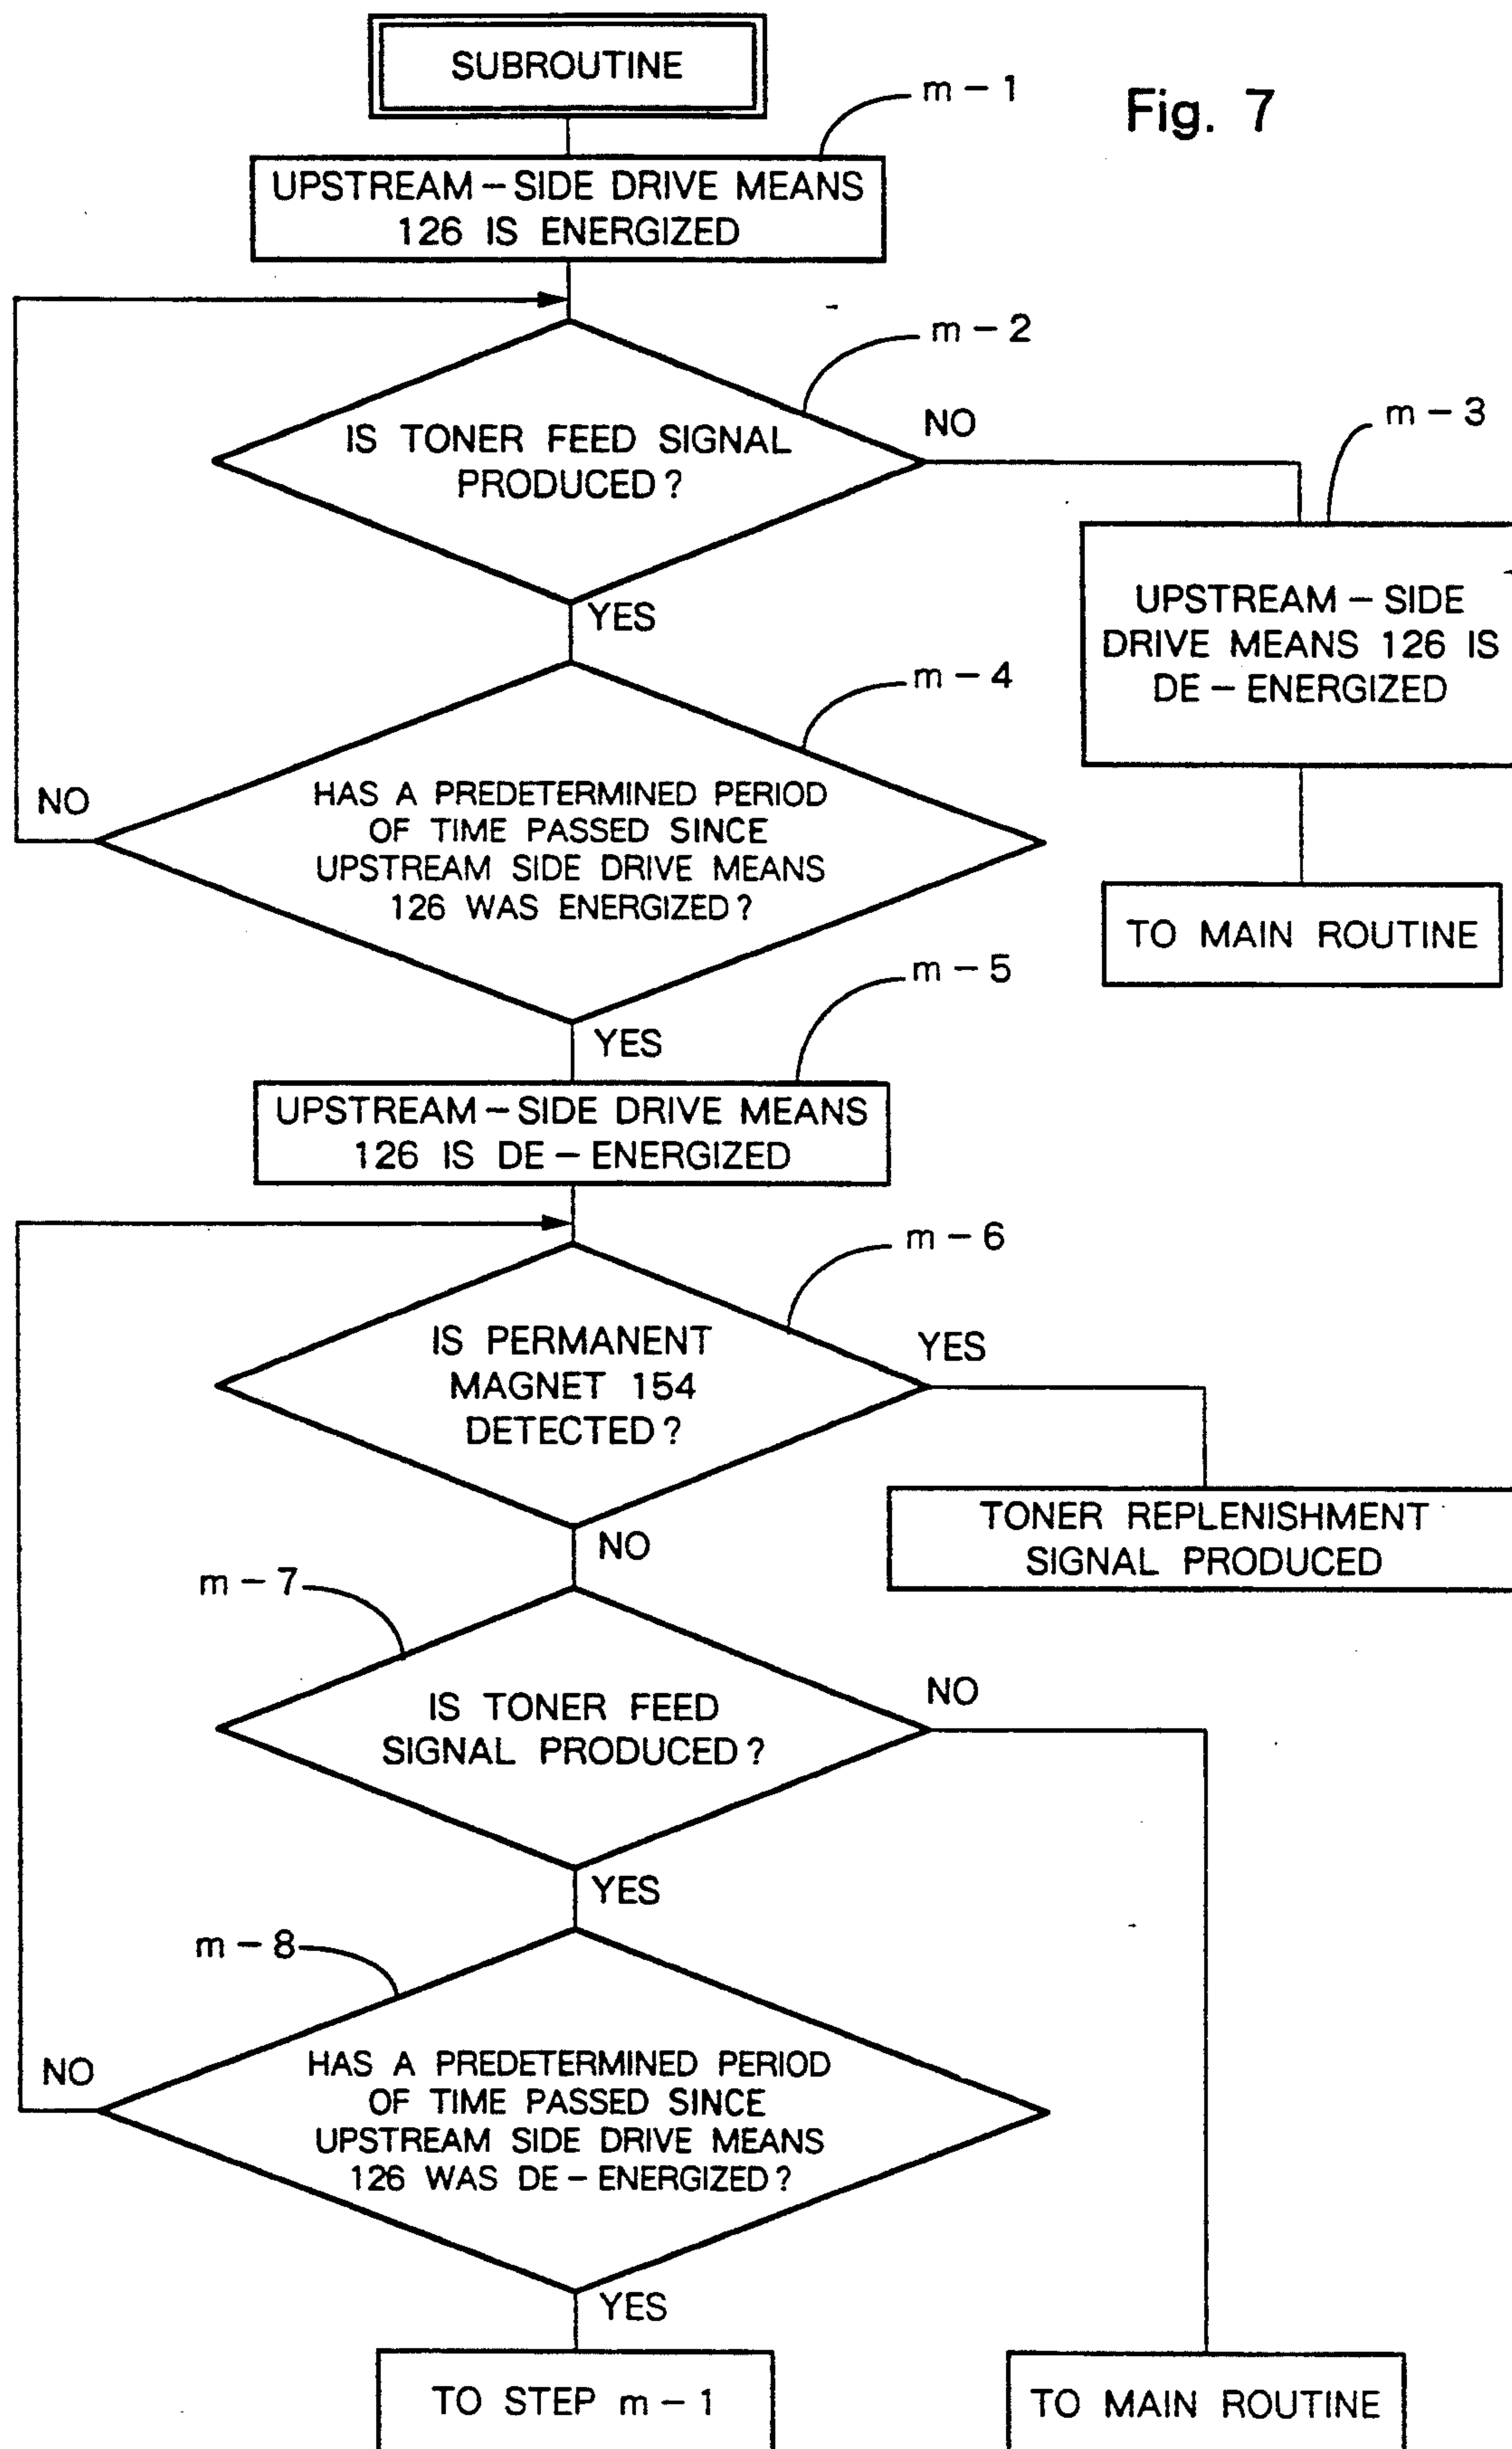 SUBROUTINE
m-1
Fig. 7
UPSTREAM-SIDE DRIVE MEANS
126 IS ENERGIZED
m-2
IS TONER FEED SIGNAL
PRODUCED?
NO
m-3
YES
UPSTREAM-SIDE
DRIVE MEANS 126 IS
DE-ENERGIZED
m-4
NO
HAS A PREDETERMINED PERIOD
OF TIME PASSED SINCE
UPSTREAM SIDE DRIVE MEANS
126 WAS ENERGIZED?
TO MAIN ROUTINE
m-5
YES
UPSTREAM-SIDE DRIVE MEANS
126 IS DE-ENERGIZED
m-6
IS PERMANENT
MAGNET 154
DETECTED?
YES
TONER REPLENISHMENT
SIGNAL PRODUCED
NO
m-7
IS TONER FEED
SIGNAL PRODUCED?
NO
YES
m-8
NO
HAS A PREDETERMINED PERIOD
OF TIME PASSED SINCE
UPSTREAM SIDE DRIVE MEANS
126 WAS DE-ENERGIZED?
YES
TO STEP m-1
TO MAIN ROUTINE